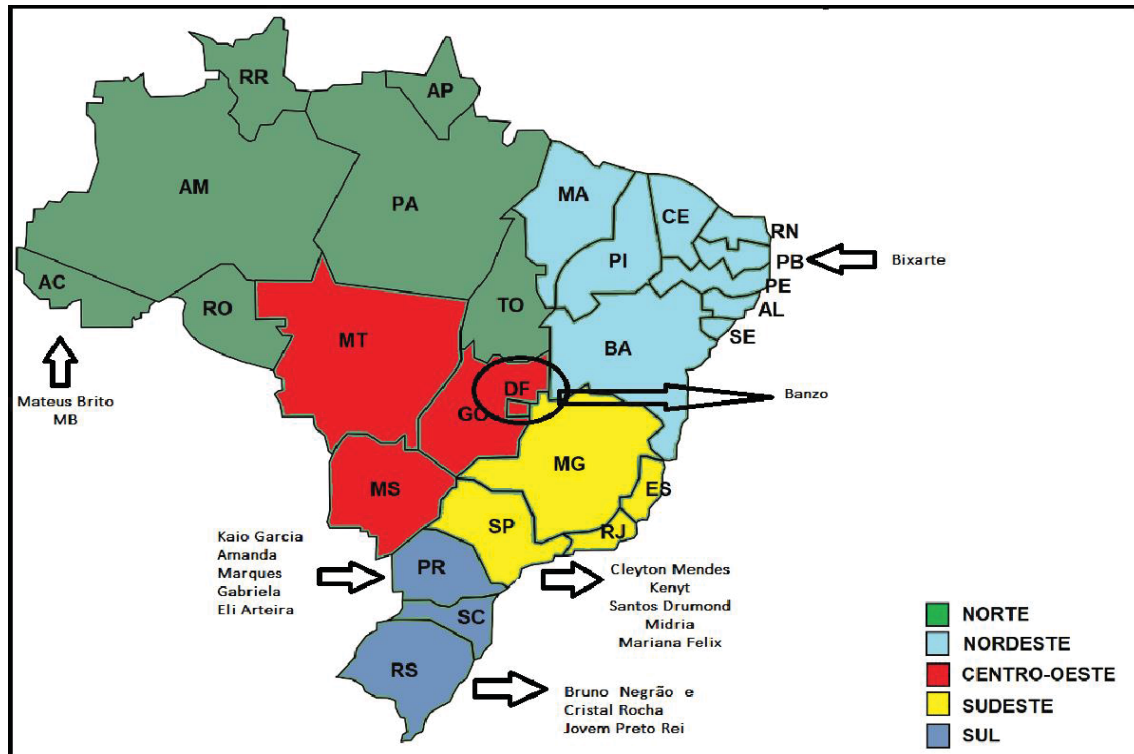 RR
AP
AM
PA
MA
CE
RN
PI
PB
Bixarte
PE
AC
RO
TO
AL
SE
MT
BA
Mateus Brito
MB
DF
GO
Banzo
MG
MS
ES
SP
RJ
Kaio Garcia
Amanda
Marques
Gabriela
Eli Arteira
PR
Cleyton Mendes
Kenyt
Santos Drumond
Midria
Mariana Felix
SC
RS
Bruno Negrão e
Cristal Rocha
Jovem Preto Rei
NORTE
NORDESTE
CENTRO-OESTE
SUDESTE
SUL